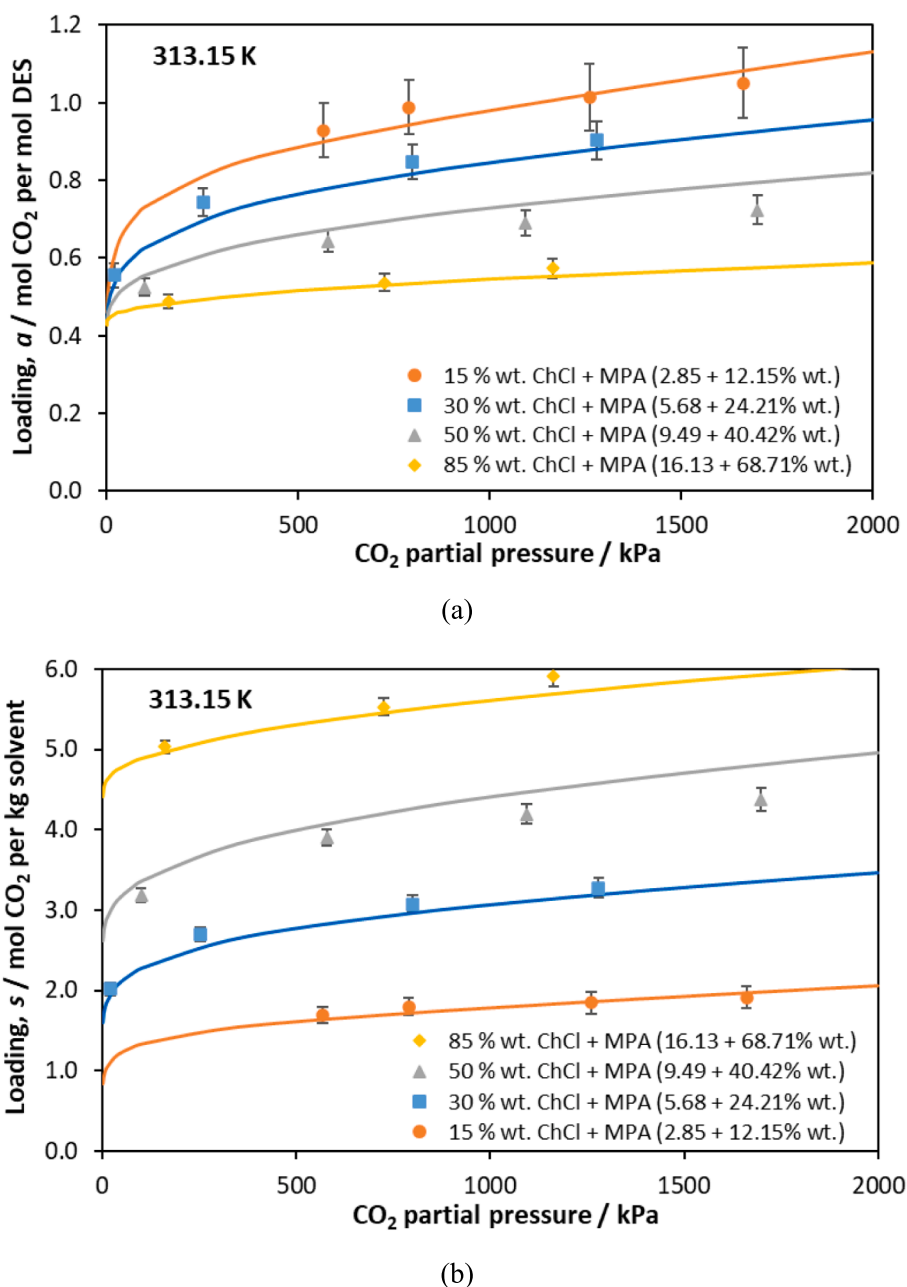 313.15 K
Loading, a / mol CO₂ per mol DES
1.2
1.0
0.8
0.6
0.4
0.2
0.0
15 % wt. ChCl + MPA (2.85 + 12.15% wt.)
30 % wt. ChCl + MPA (5.68 + 24.21% wt.)
50 % wt. ChCl + MPA (9.49 + 40.42% wt.)
85 % wt. ChCl + MPA (16.13 + 68.71% wt.)
0 500 1000 1500 2000
CO₂ partial pressure / kPa
(a)
313.15 K
Loading, s / mol CO₂ per kg solvent
6.0
5.0
4.0
3.0
2.0
1.0
0.0
85 % wt. ChCl + MPA (16.13 + 68.71% wt.)
50 % wt. ChCl + MPA (9.49 + 40.42% wt.)
30 % wt. ChCl + MPA (5.68 + 24.21% wt.)
15 % wt. ChCl + MPA (2.85 + 12.15% wt.)
0 500 1000 1500 2000
CO₂ partial pressure / kPa
(b)